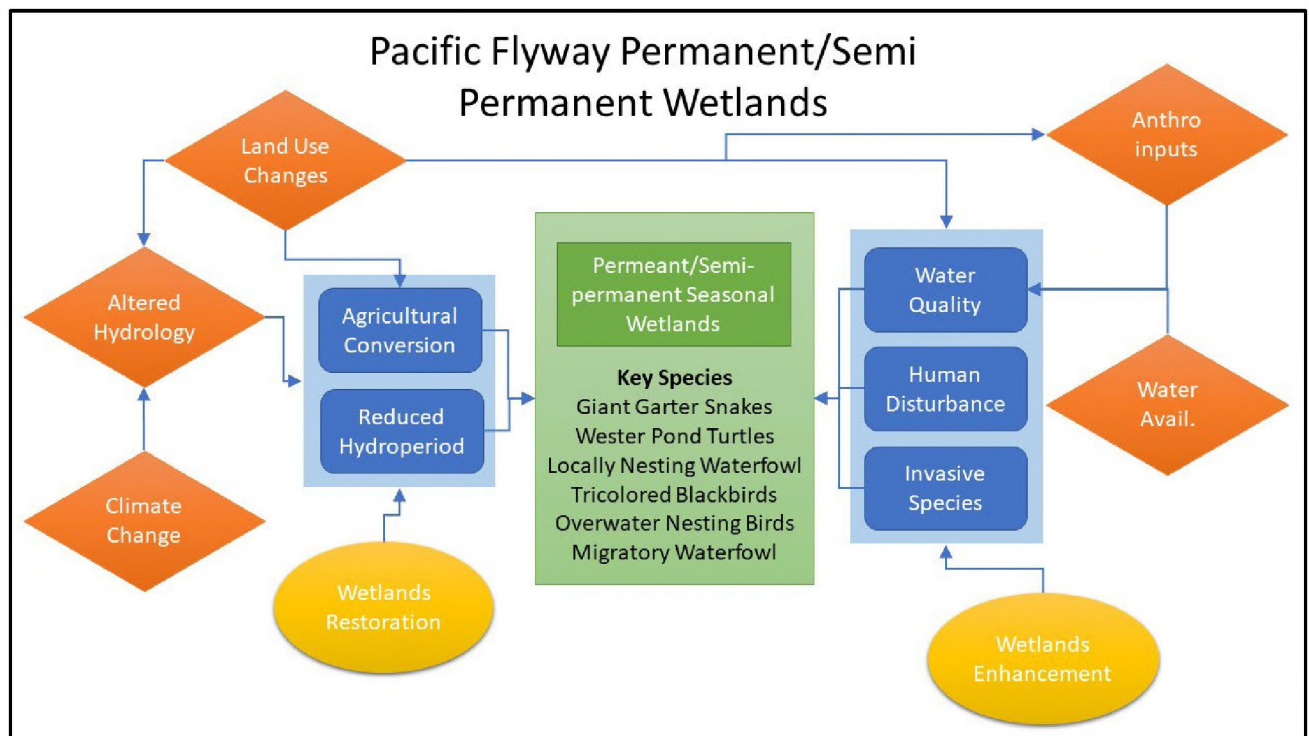 Pacific Flyway Permanent/Semi
Permanent Wetlands
Land Use
Changes
Anthro
inputs
Altered
Hydrology
Climate
Change
Agricultural
Conversion
Reduced
Hydroperiod
Wetlands
Restoration
Permeant/Semi-
permanent Seasonal
Wetlands
Key Species
Giant Garter Snakes
Wester Pond Turtles
Locally Nesting Waterfowl
Tricolored Blackbirds
Overwater Nesting Birds
Migratory Waterfowl
Water
Quality
Human
Disturbance
Invasive
Species
Water
Avail.
Wetlands
Enhancement